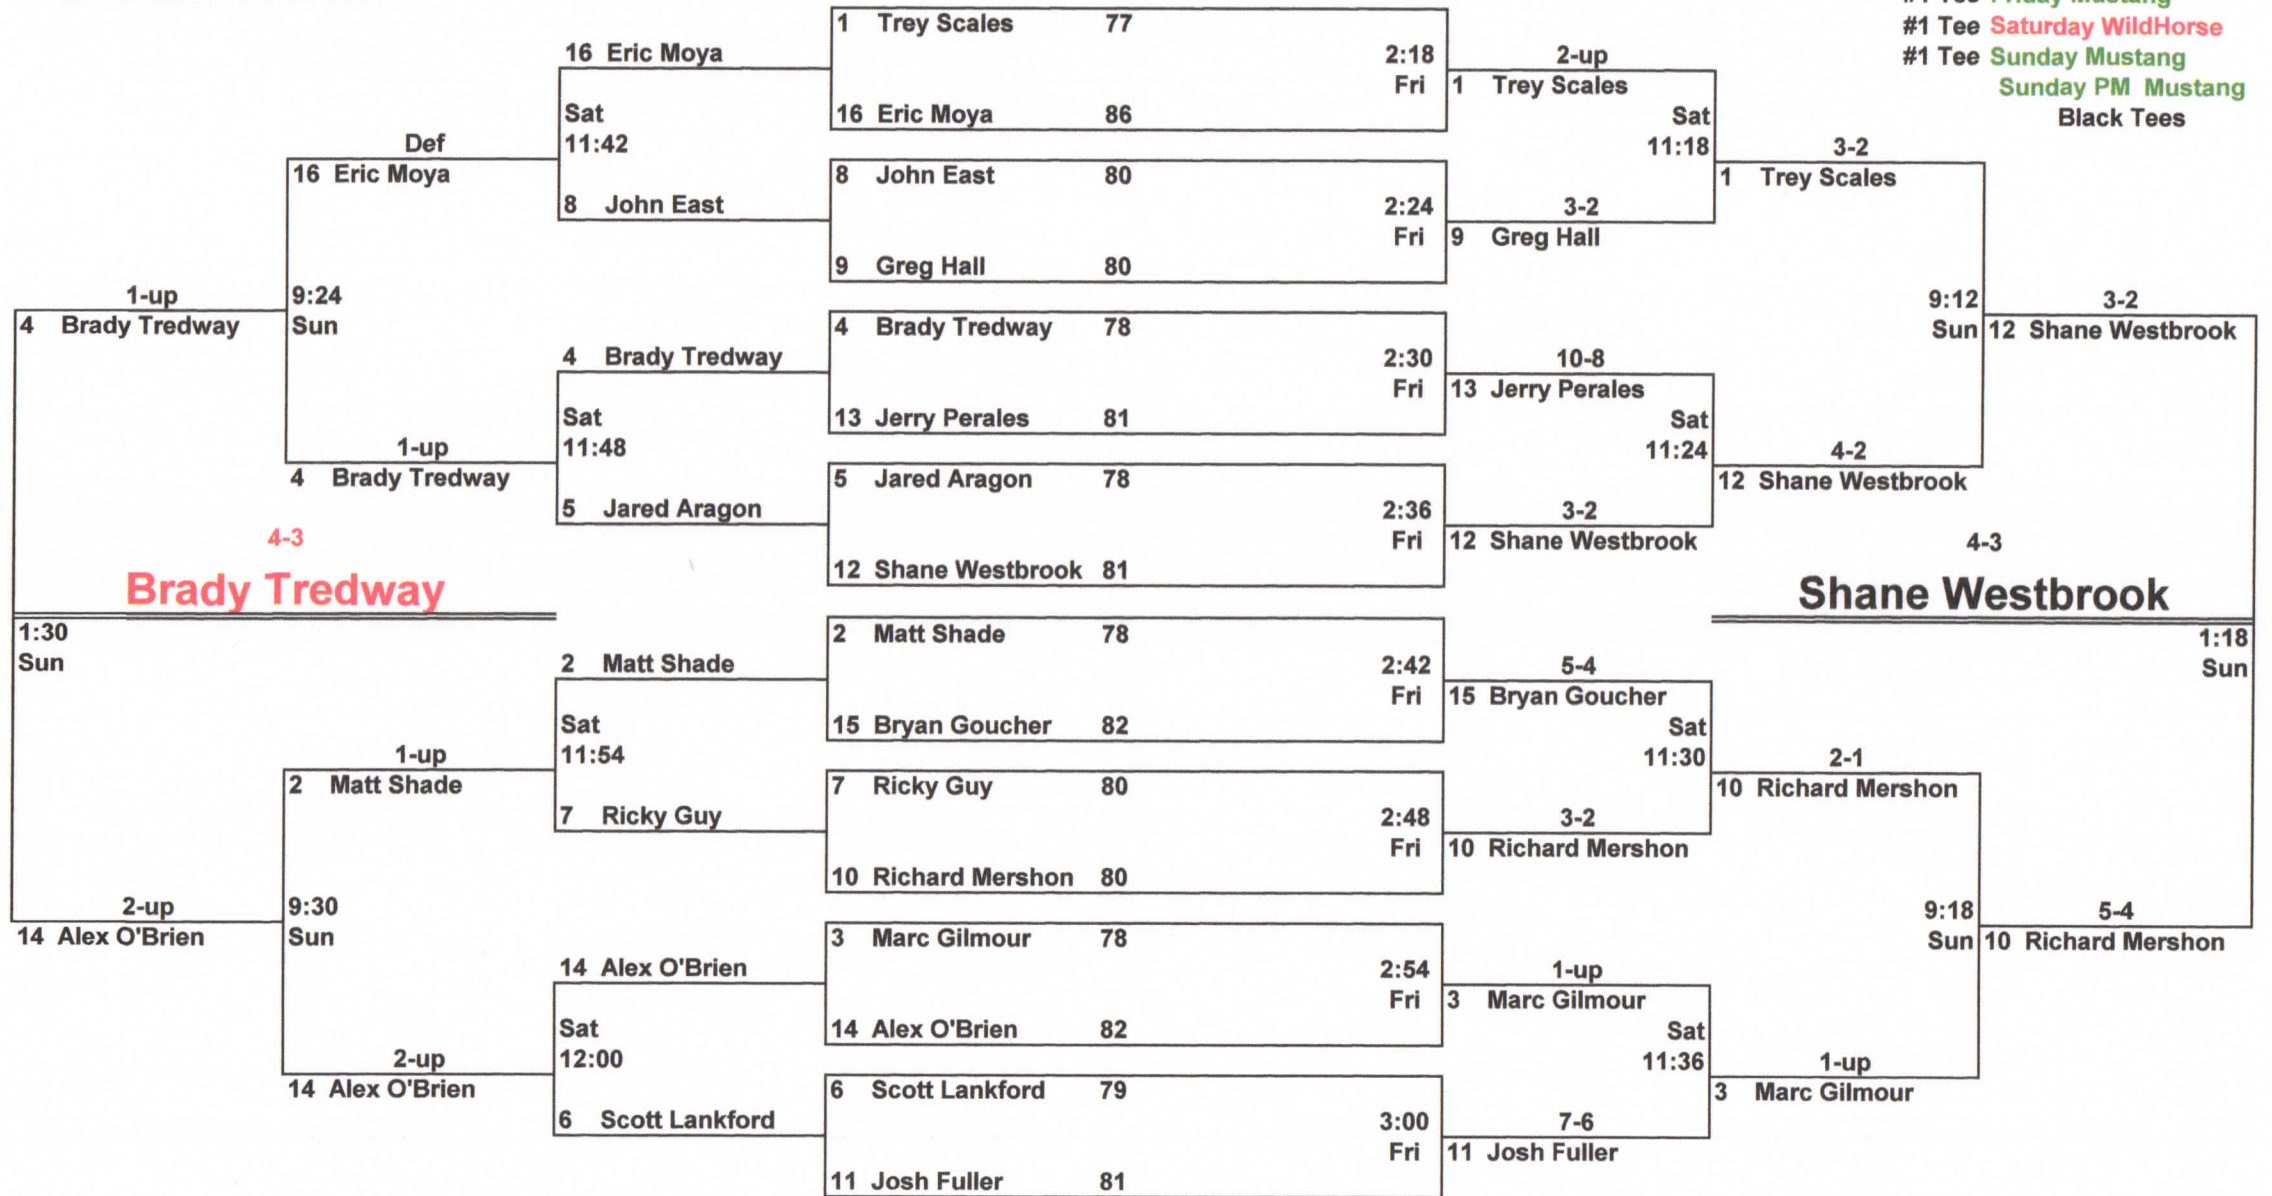 #1 Tee Friday Mustang
#1 Tee Saturday WildHorse
#1 Tee Sunday Mustang
Sunday PM Mustang
Black Tees
1-up
4 Brady Tredway
4-3
Brady Tredway
1:30
Sun
2-up
14 Alex O'Brien
Def
16 Eric Moya
9:24
Sun
1-up
4 Brady Tredway
1-up
2 Matt Shade
9:30
Sun
2-up
14 Alex O'Brien
16 Eric Moya
Sat
11:42
8 John East
4 Brady Tredway
Sat
11:48
5 Jared Aragon
2 Matt Shade
Sat
11:54
7 Ricky Guy
14 Alex O'Brien
Sat
12:00
6 Scott Lankford
1 Trey Scales 77
2:18
Fri
16 Eric Moya 86
8 John East 80
2:24
Fri
9 Greg Hall 80
4 Brady Tredway 78
2:30
Fri
13 Jerry Perales 81
5 Jared Aragon 78
2:36
Fri
12 Shane Westbrook 81
2 Matt Shade 78
2:42
Fri
15 Bryan Goucher 82
7 Ricky Guy 80
2:48
Fri
10 Richard Mershon 80
3 Marc Gilmour 78
2:54
Fri
14 Alex O'Brien 82
6 Scott Lankford 79
3:00
Fri
11 Josh Fuller 81
2-up
1 Trey Scales
Sat
11:18
3-2
9 Greg Hall
10-8
13 Jerry Perales
Sat
11:24
3-2
12 Shane Westbrook
5-4
15 Bryan Goucher
Sat
11:30
3-2
10 Richard Mershon
1-up
3 Marc Gilmour
Sat
11:36
7-6
11 Josh Fuller
3-2
1 Trey Scales
9:12
Sun
4-2
12 Shane Westbrook
2-1
10 Richard Mershon
9:18
Sun
1-up
3 Marc Gilmour
3-2
12 Shane Westbrook
4-3
Shane Westbrook
1:18
Sun
5-4
10 Richard Mershon